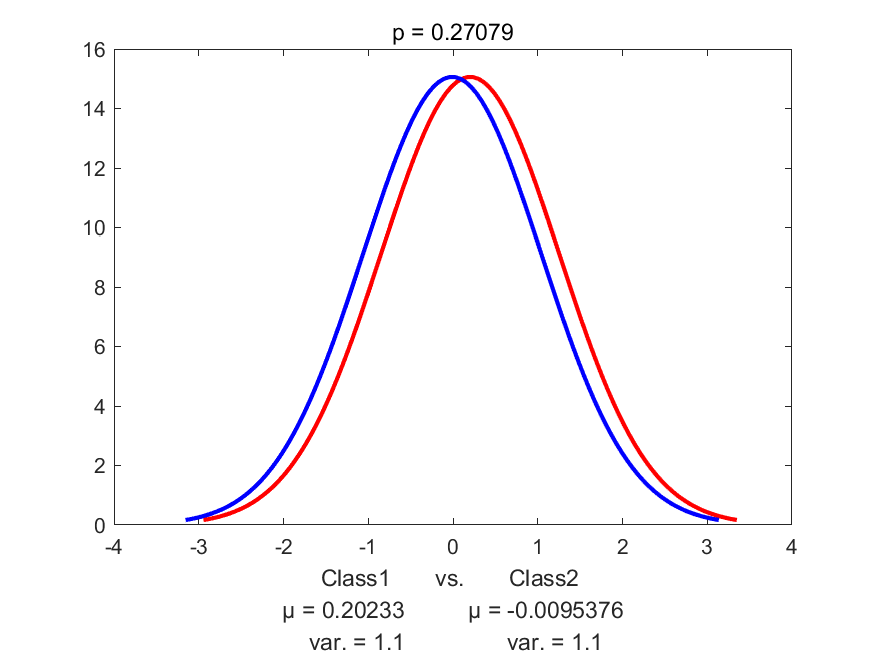 p = 0.27079
16
14
12
10
8
6
4
2
0
-4 -3 -2 -1 0 1 2 3 4
Class1 vs. Class2
μ = 0.20233 μ = -0.0095376
var. = 1.1 var. = 1.1